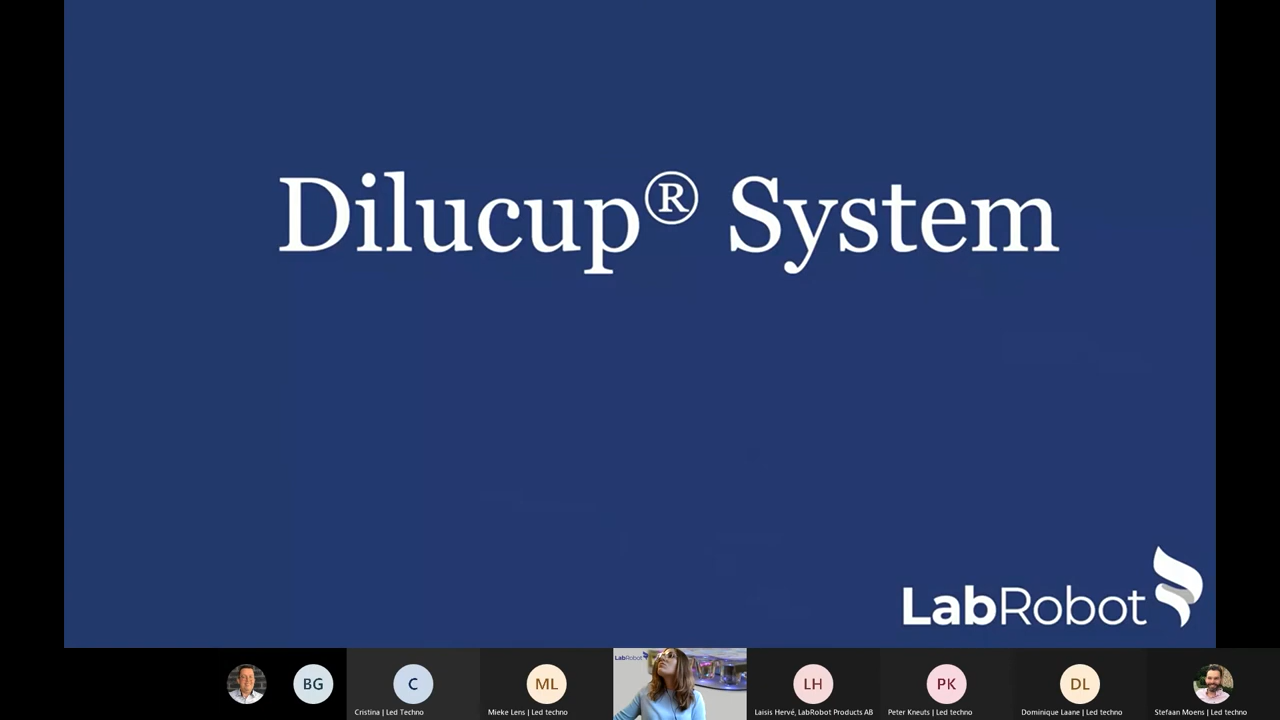 Dilucup® System
LabRobot
BG
C
Cristina | Led Techno
ML
Mieke Lens | Led techno
LabRobot
LH
Laisis Hervé, LabRobot Products AB
PK
Peter Kneuts | Led techno
DL
Dominique Laane | Led techno
Stefaan Moens | Led techno